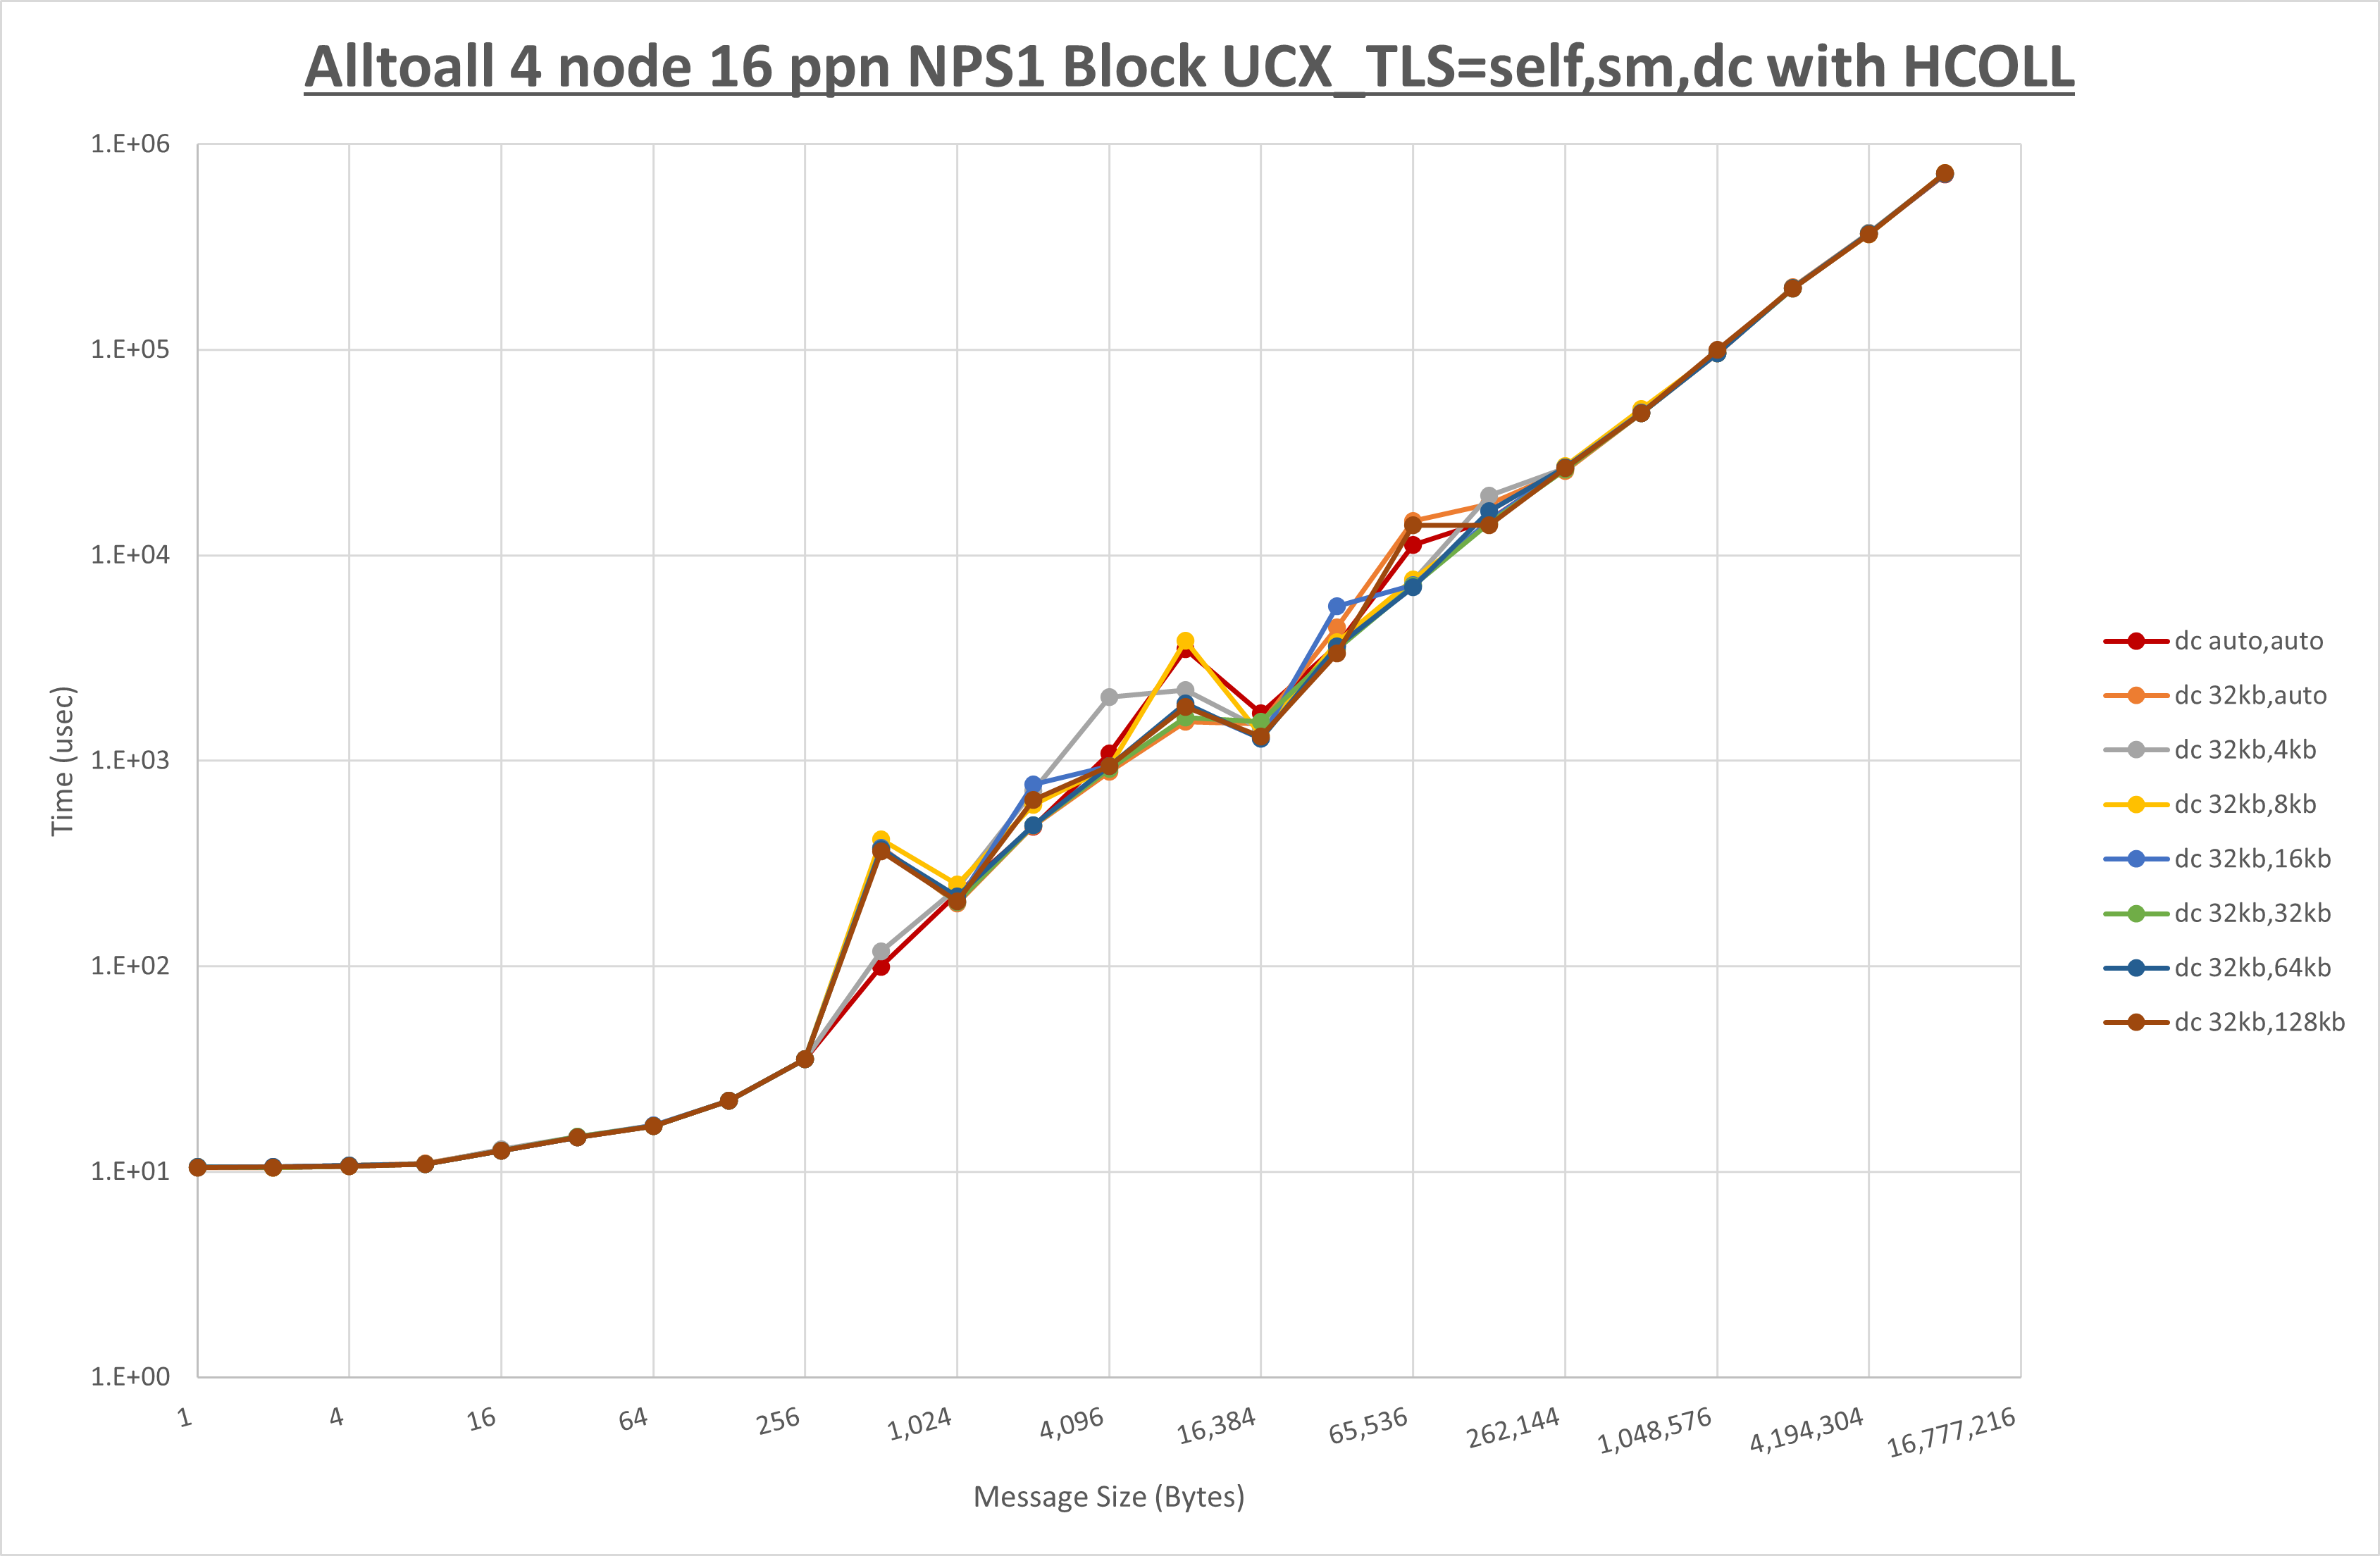 Alltoall 4 node 16 ppn NPS1 Block UCX_TLS=self,sm,dc with HCOLL
1.E+06
1.E+05
1.E+04
1.E+03
1.E+02
1.E+01
1.E+00
Time (usec)
1 4 16 64 256 1,024 4,096 16,384 65,536 262,144 1,048,576 4,194,304 16,777,216
Message Size (Bytes)
dc auto,auto
dc 32kb,auto
dc 32kb,4kb
dc 32kb,8kb
dc 32kb,16kb
dc 32kb,32kb
dc 32kb,64kb
dc 32kb,128kb